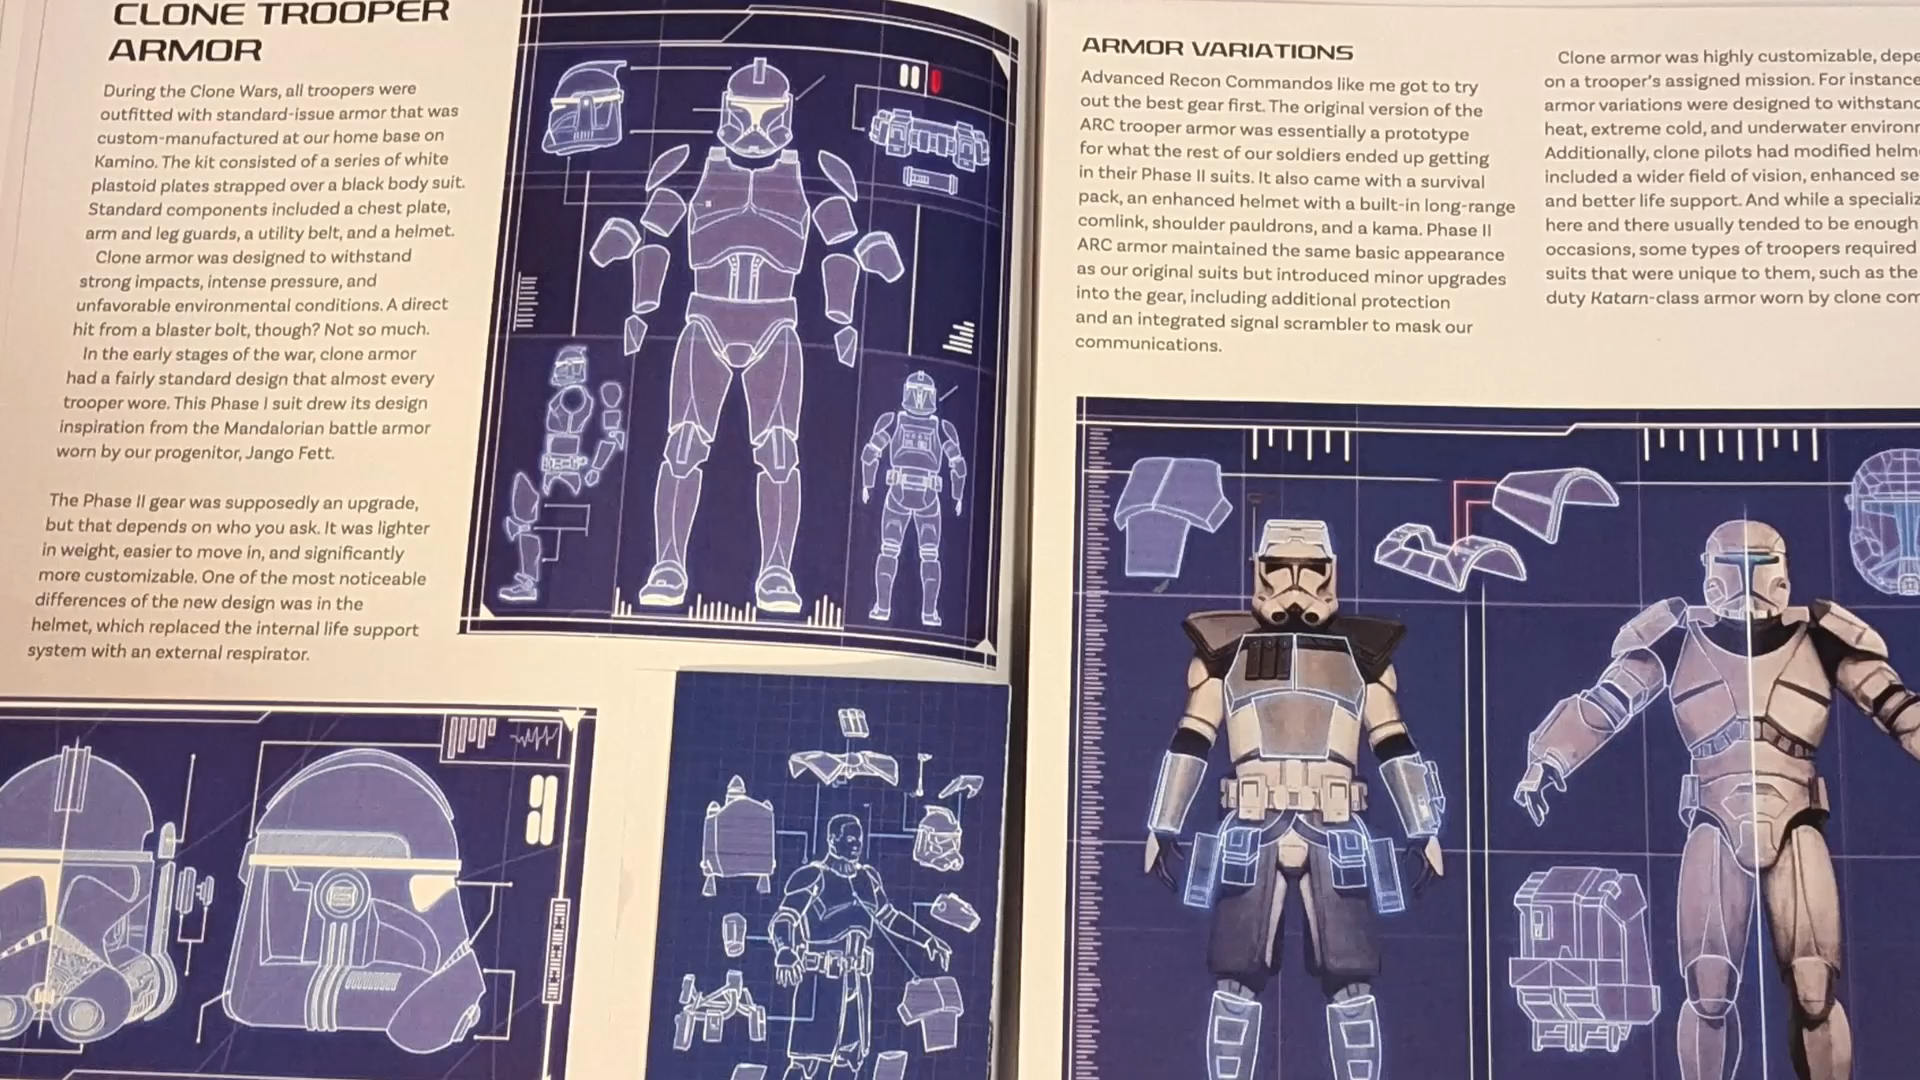 CLONE TROOPER
ARMOR
During the Clone Wars, all troopers were
outfitted with standard-issue armor that was
custom-manufactured at our home base on
Kamino. The kit consisted of a series of white
plastoid plates strapped over a black body suit.
Standard components included a chest plate,
arm and leg guards, a utility belt, and a helmet.
Clone armor was designed to withstand
strong impacts, intense pressure, and
unfavorable environmental conditions. A direct
hit from a blaster bolt, though? Not so much.
In the early stages of the war, clone armor
had a fairly standard design that almost every
trooper wore. This Phase I suit drew its design
inspiration from the Mandalorian battle armor
worn by our progenitor, Jango Fett.
The Phase II gear was supposedly an upgrade,
but that depends on who you ask. It was lighter
in weight, easier to move in, and significantly
more customizable. One of the most noticeable
differences of the new design was in the
helmet, which replaced the internal life support
system with an external respirator.
ARMOR VARIATIONS
Advanced Recon Commandos like me got to try
out the best gear first. The original version of the
ARC trooper armor was essentially a prototype
for what the rest of our soldiers ended up getting
in their Phase II suits. It also came with a survival
pack, an enhanced helmet with a built-in long-range
comlink, shoulder pauldrons, and a kama. Phase II
ARC armor maintained the same basic appearance
as our original suits but introduced minor upgrades
into the gear, including additional protection
and an integrated signal scrambler to mask our
communications.
Clone armor was highly customizable, depe
on a trooper's assigned mission. For instance
armor variations were designed to withstand
heat, extreme cold, and underwater environ
Additionally, clone pilots had modified helm
included a wider field of vision, enhanced se
and better life support. And while a specializ
here and there usually tended to be enough
occasions, some types of troopers required
suits that were unique to them, such as the
duty Katarn-class armor worn by clone com